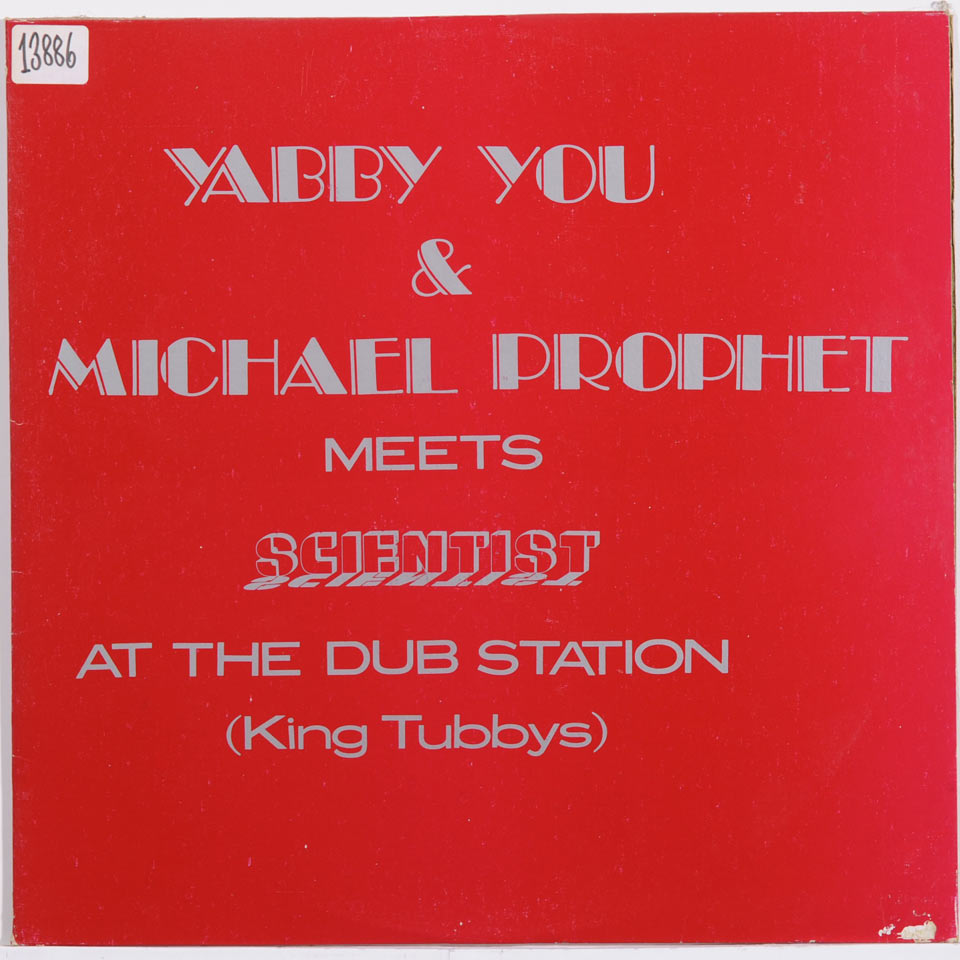 13886
YABBY YOU
&
MICHAEL PROPHET
MEETS
SCIENTIST
AT THE DUB STATION
(King Tubbys)